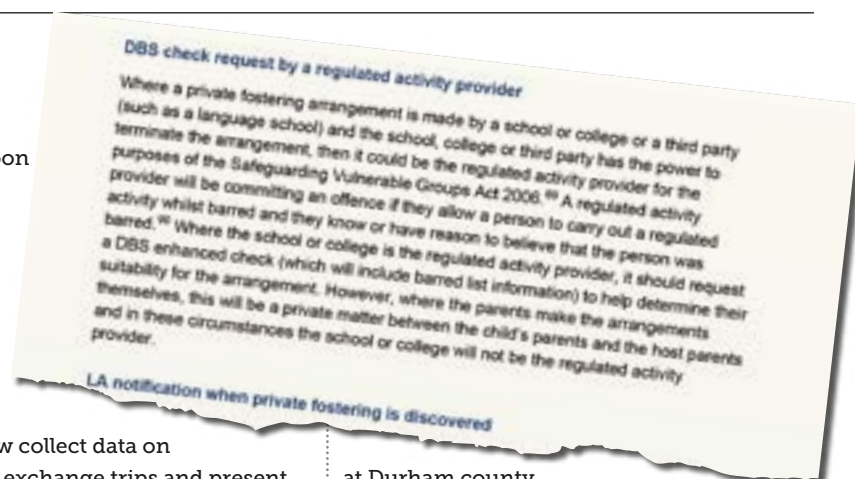 DBS check request by a regulated activity provider
Where a private fostering arrangement is made by a school or college or a third party
(such as a language school) and the school, college or third party has the power to
terminate the arrangement, then it could be the regulated activity provider for the
purposes of the Safeguarding Vulnerable Groups Act 2006. A regulated activity
provider will be committing an offence if they allow a person to carry out a regulated
activity whilst barred and they know or have reason to believe that the person was
barred. Where the school or college is the regulated activity provider, it should request
a DBS enhanced check (which will include barred list information) to help determine their
suitability for the arrangement. However, where the parents make the arrangements
themselves, this will be a private matter between the child's parents and the host parents
and in these circumstances the school or college will not be the regulated activity
provider.
LA notification when private fostering is discovered
collect data on
exchange trips and present
at Durham county